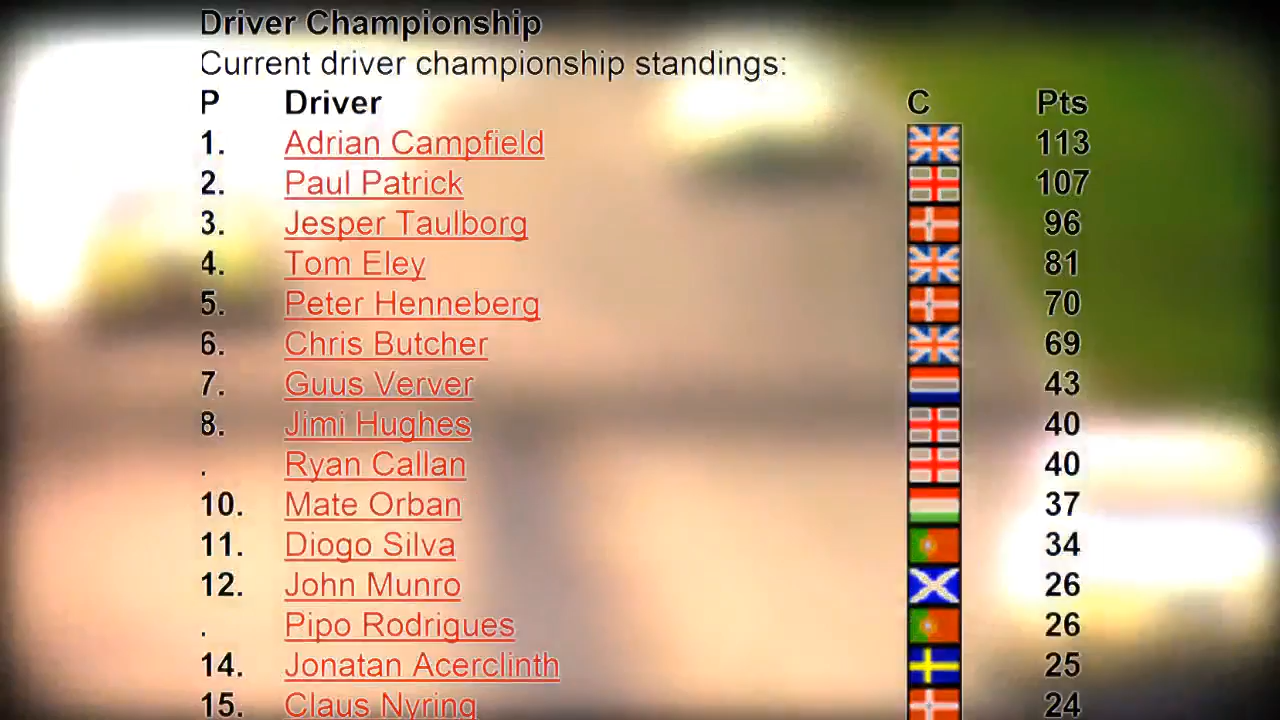 Driver Championship
Current driver championship standings:
P Driver C Pts
1. Adrian Campfield 113
2. Paul Patrick 107
3. Jesper Taulborg 96
4. Tom Eley 81
5. Peter Henneberg 70
6. Chris Butcher 69
7. Guus Verver 43
8. Jimi Hughes 40
. Ryan Callan 40
10. Mate Orban 37
11. Diogo Silva 34
12. John Munro 26
. Pipo Rodrigues 26
14. Jonatan Acerclinth 25
15. Claus Nyring 24